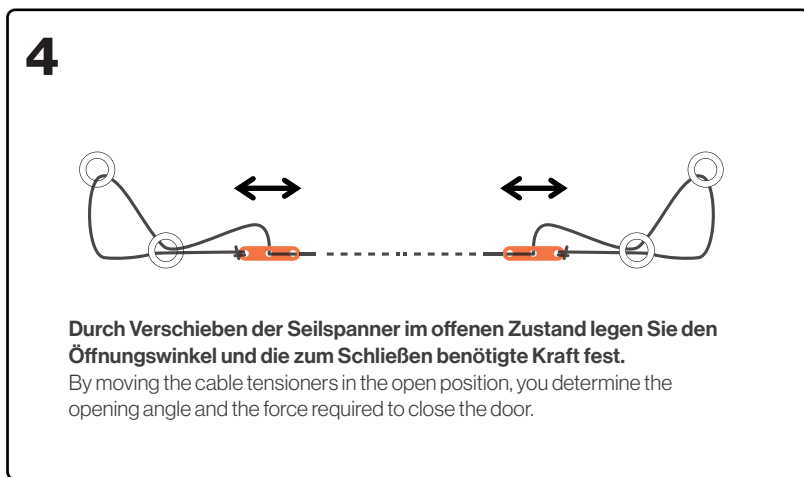 4
Durch Verschieben der Seilspanner im offenen Zustand legen Sie den
Öffnungswinkel und die zum Schließen benötigte Kraft fest.
By moving the cable tensioners in the open position, you determine the
opening angle and the force required to close the door.